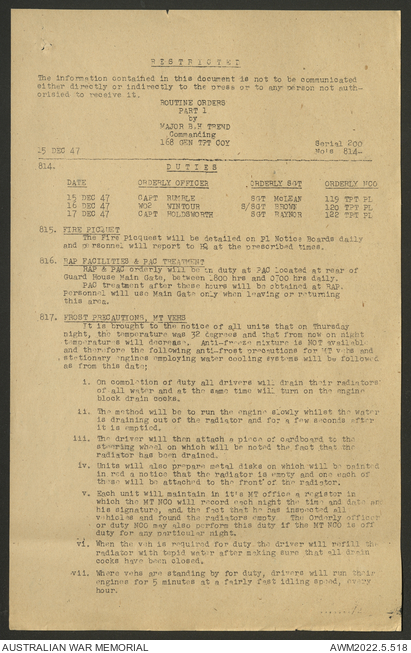 RESTRICTED
The information contained in this document is not to be communicated
either directly or indirectly to the press or to any person not auth-
orisied to receive it.
ROUTINE ORDERS
PART 1
by
MAJOR B.H TREND
Commanding
168 GEN TPT COY
Serial 200
15 DEC 47 No's 814-
814. DUTIES
DATE ORDERLY OFFICER ORDERLY SGT ORDERLY NCO
15 DEC 47 CAPT RUMBLE SGT McLEAN 119 TPT PL
16 DEC 47 WO2 WINTOUR S/SGT BROWN 120 TPT PL
17 DEC 47 CAPT HOLDSWORTH SGT RAYNOR 122 TPT PL
815. FIRE PICQUET
The Fire Picquest will be detailed on Pl Notice Boards daily
and personnel will report to HQ at the prescribed times.
816. RAP FACILITIES & PAC TREATMENT
RAP & PAC orderly will be on duty at PAC located at rear of
Guard House Main Gate, between 1800 hrs and 0700 hrs daily.
PAC treatment after those hours will be obtained at RAP.
Personnel will use Main Gate only when leaving or returning
this area.
817. FROST PRECAUTIONS, MT VEHS
It is brought to the notice of all units that on Thursday
night, the temperature was 32 degrees and that from now on night
temperatures will decrease. Anti-freeze mixture is NOT available
and therefore the following anti-frost precautions for MT vehs and
stationary engines employing water cooling systems will be followed
as from this date;
i. On completion of duty all drivers will drain their radiators
of all water and at the same time will turn on the engine
block drain cocks.
ii. The method will be to run the engine slowly whilst the water
is draining out of the radiator and for a few seconds after
it is emptied.
iii. The driver will then attach a piece of cardboard to the
steering wheel on which will be noted the fact that the
radiator has been drained.
iv. Units will also prepare metal disks on which will be painted
in red a notice that the radiator is empty and one each of
these will be attached to the front of the radiator.
v. Each unit will maintain in it's MT office a register in
which the MT NCO will record each night the time and date and
his signature, and the fact that he has inspected all
vehicles and found the radiators empty. The Orderly officer
or duty NCO may also perform this duty if the MT NCO is off
duty for any particular night.
vi. When the veh is required for duty the driver will refill the
radiator with tepid water after making sure that all drain
cocks have been closed.
vii. Where vehs are standing by for duty, drivers will run their
engines for 5 minutes at a fairly fast idling speed, every
hour.
AUSTRALIAN WAR MEMORIAL AWM2022.5.518